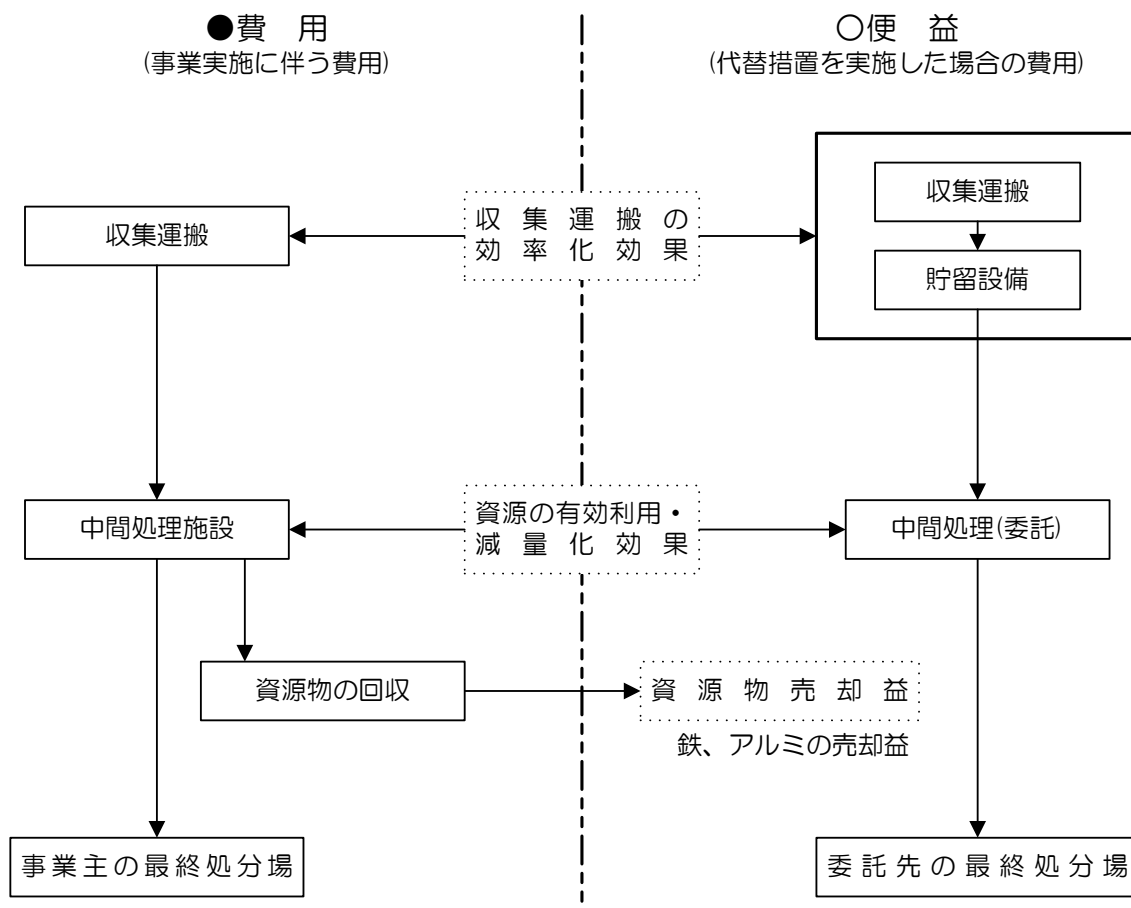 ●費　用
(事業実施に伴う費用)
○便　益
(代替措置を実施した場合の費用)
収集運搬
収集運搬の
効率化効果
収集運搬
貯留設備
中間処理施設
資源の有効利用・
減量化効果
中間処理(委託)
資源物の回収
資源物売却益
鉄、アルミの売却益
事業主の最終処分場
委託先の最終処分場